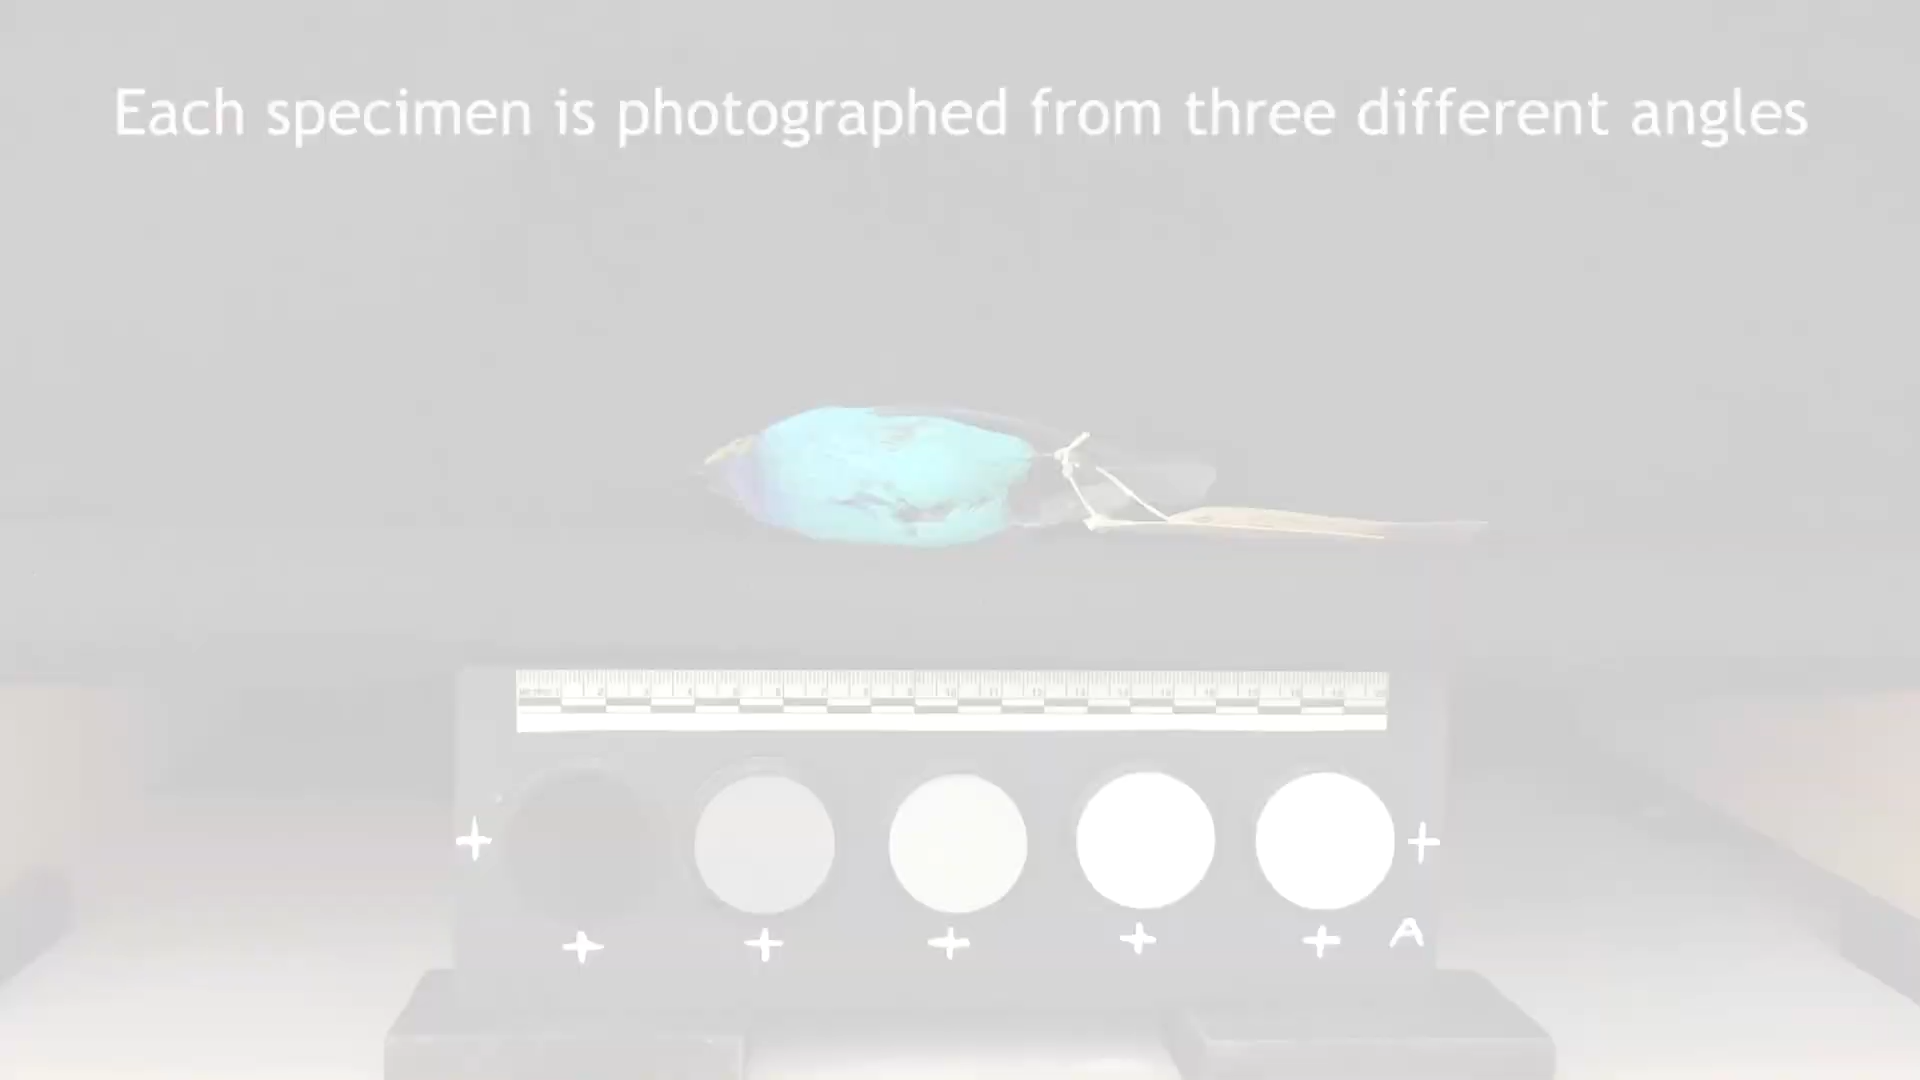 Each specimen is photographed from three different angles
A